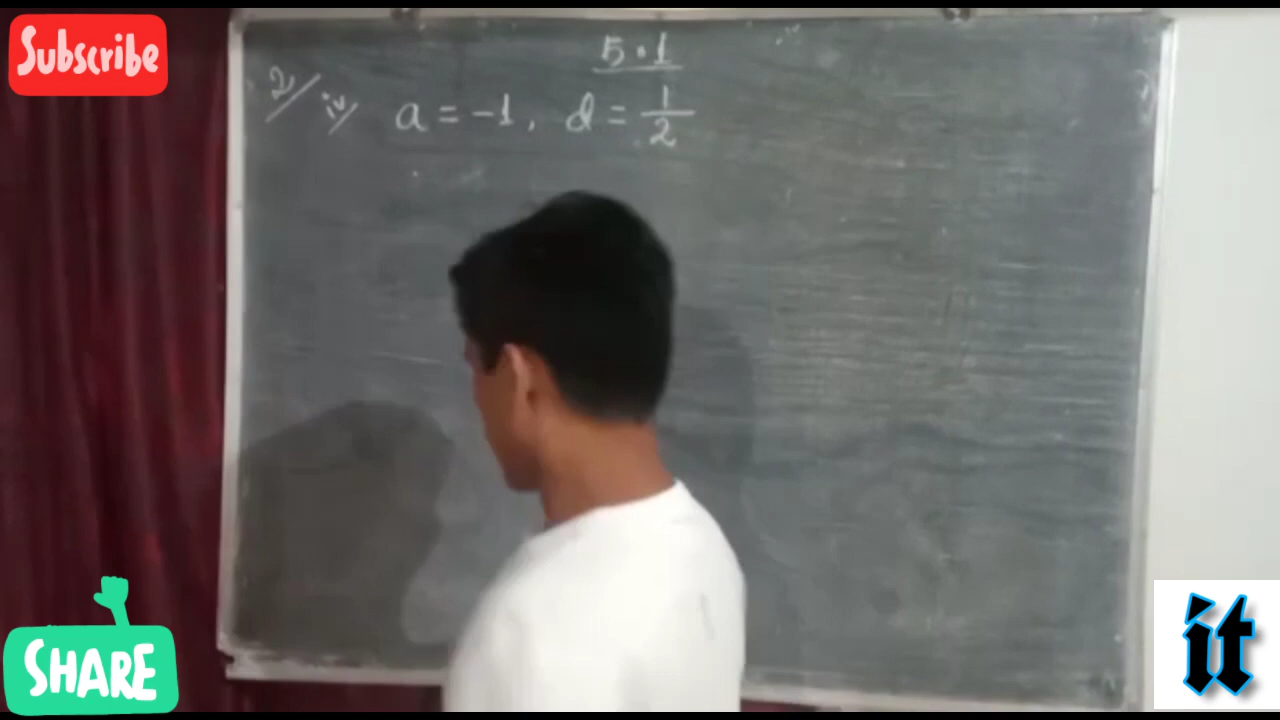 Subscribe
5.1
2/ iv/ a = -1, d = 1/2
SHARE
it